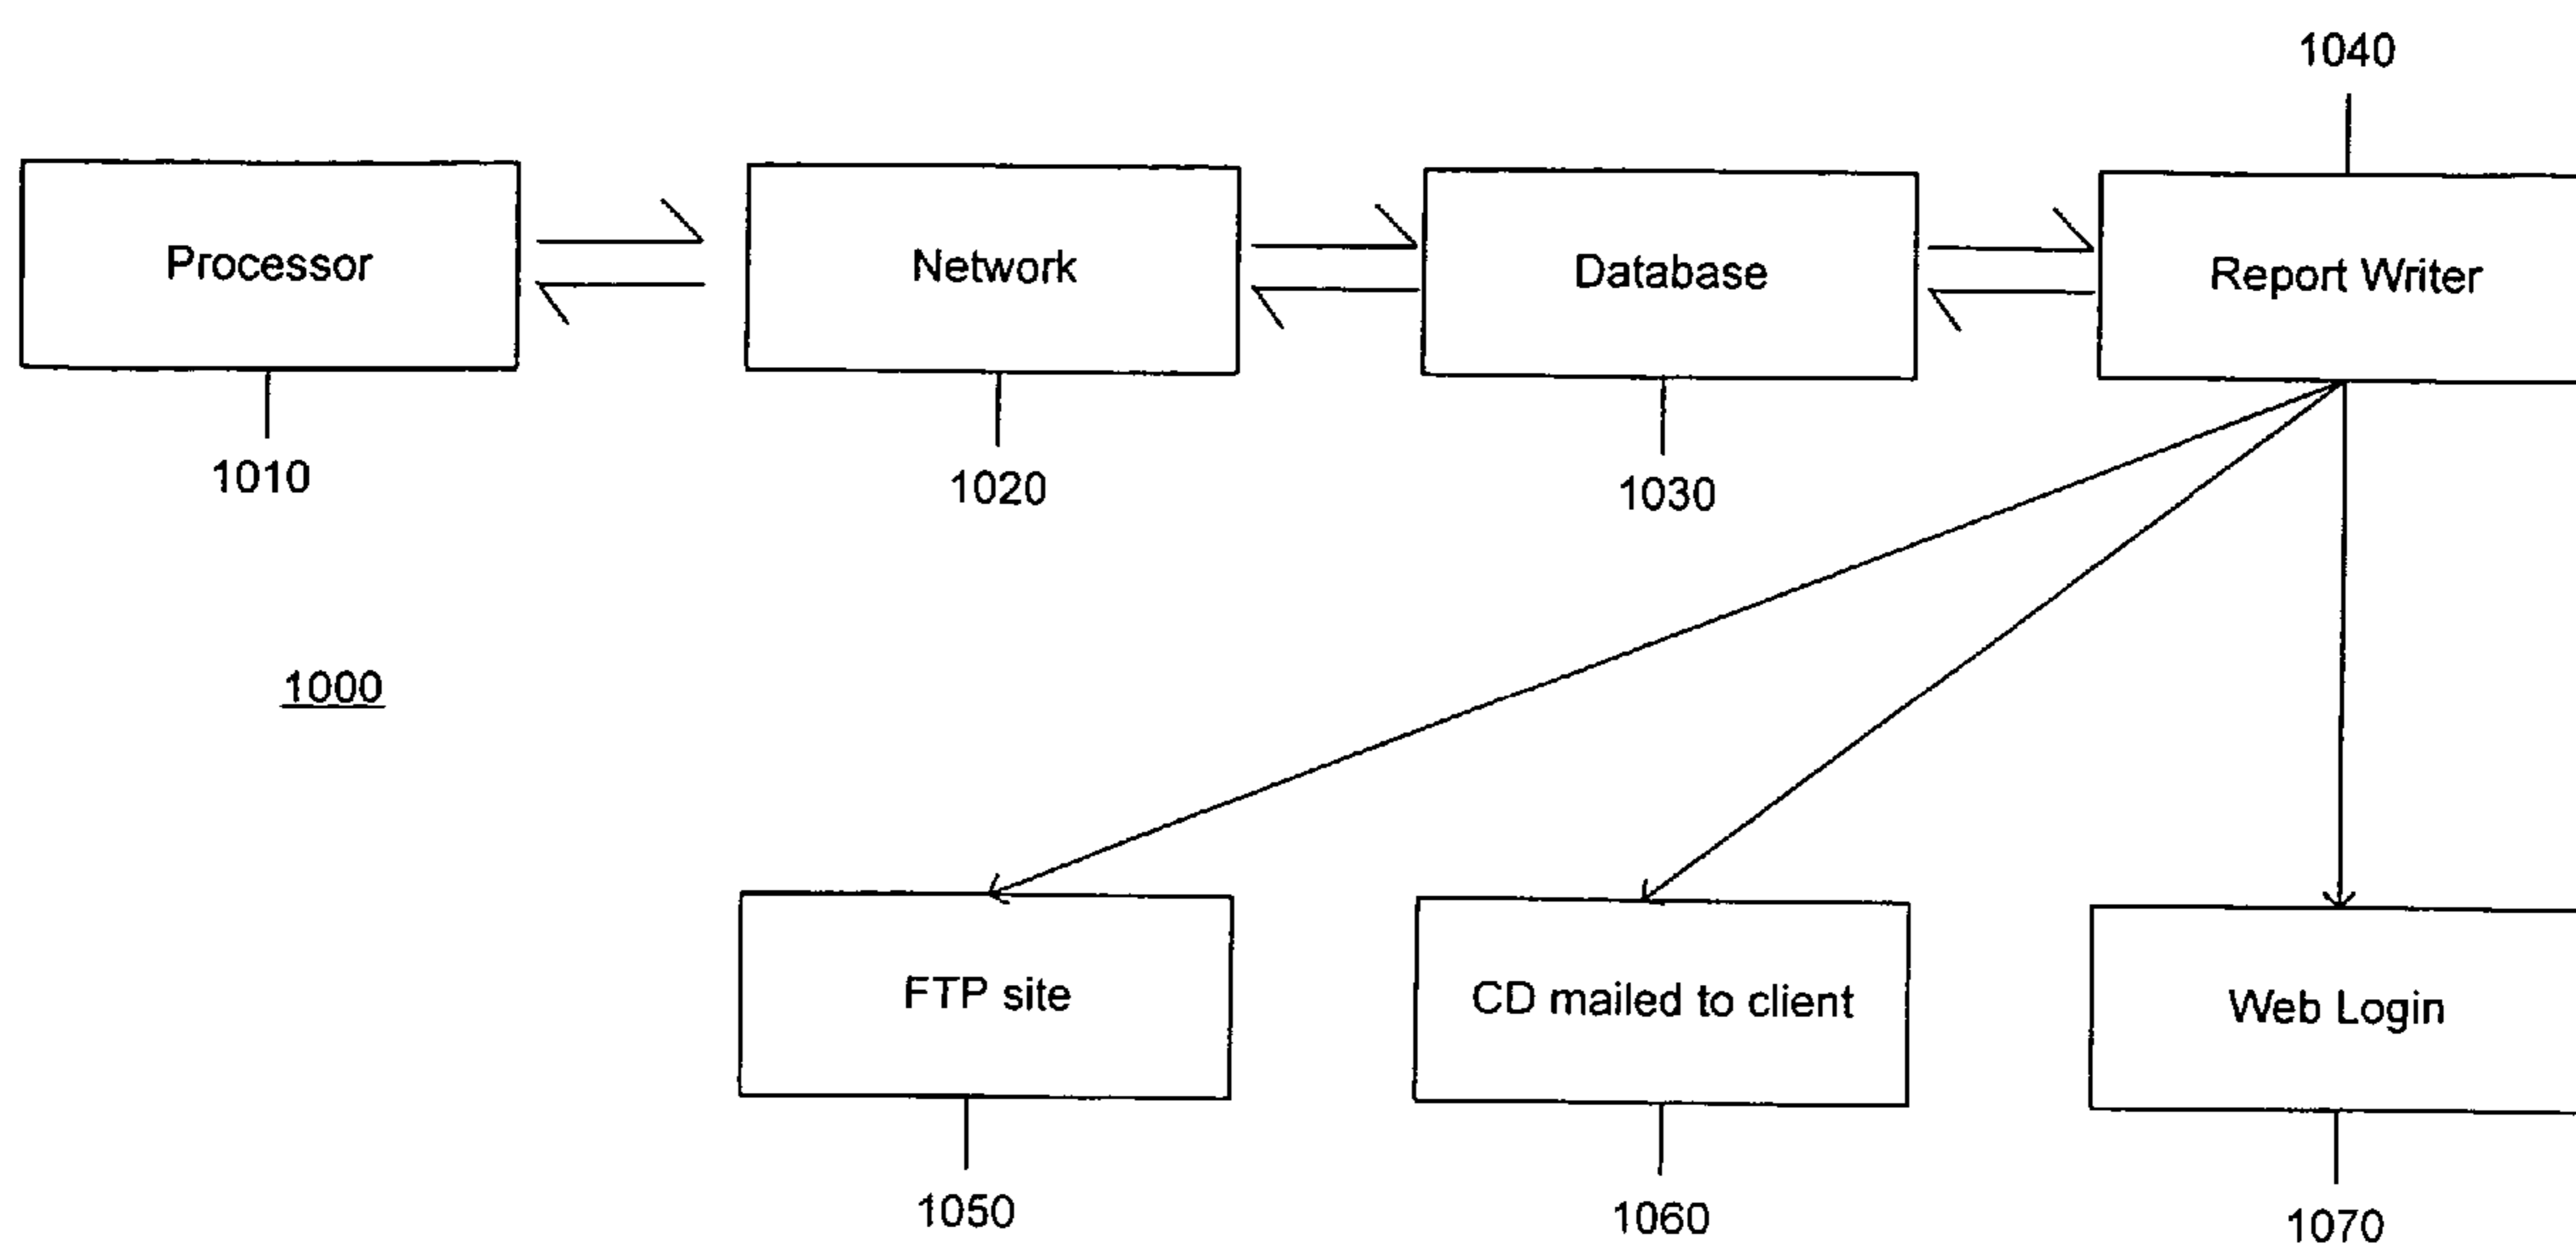 1040
Processor
Network
Database
Report Writer
1010
1020
1030
1000
FTP site
CD mailed to client
Web Login
1050
1060
1070